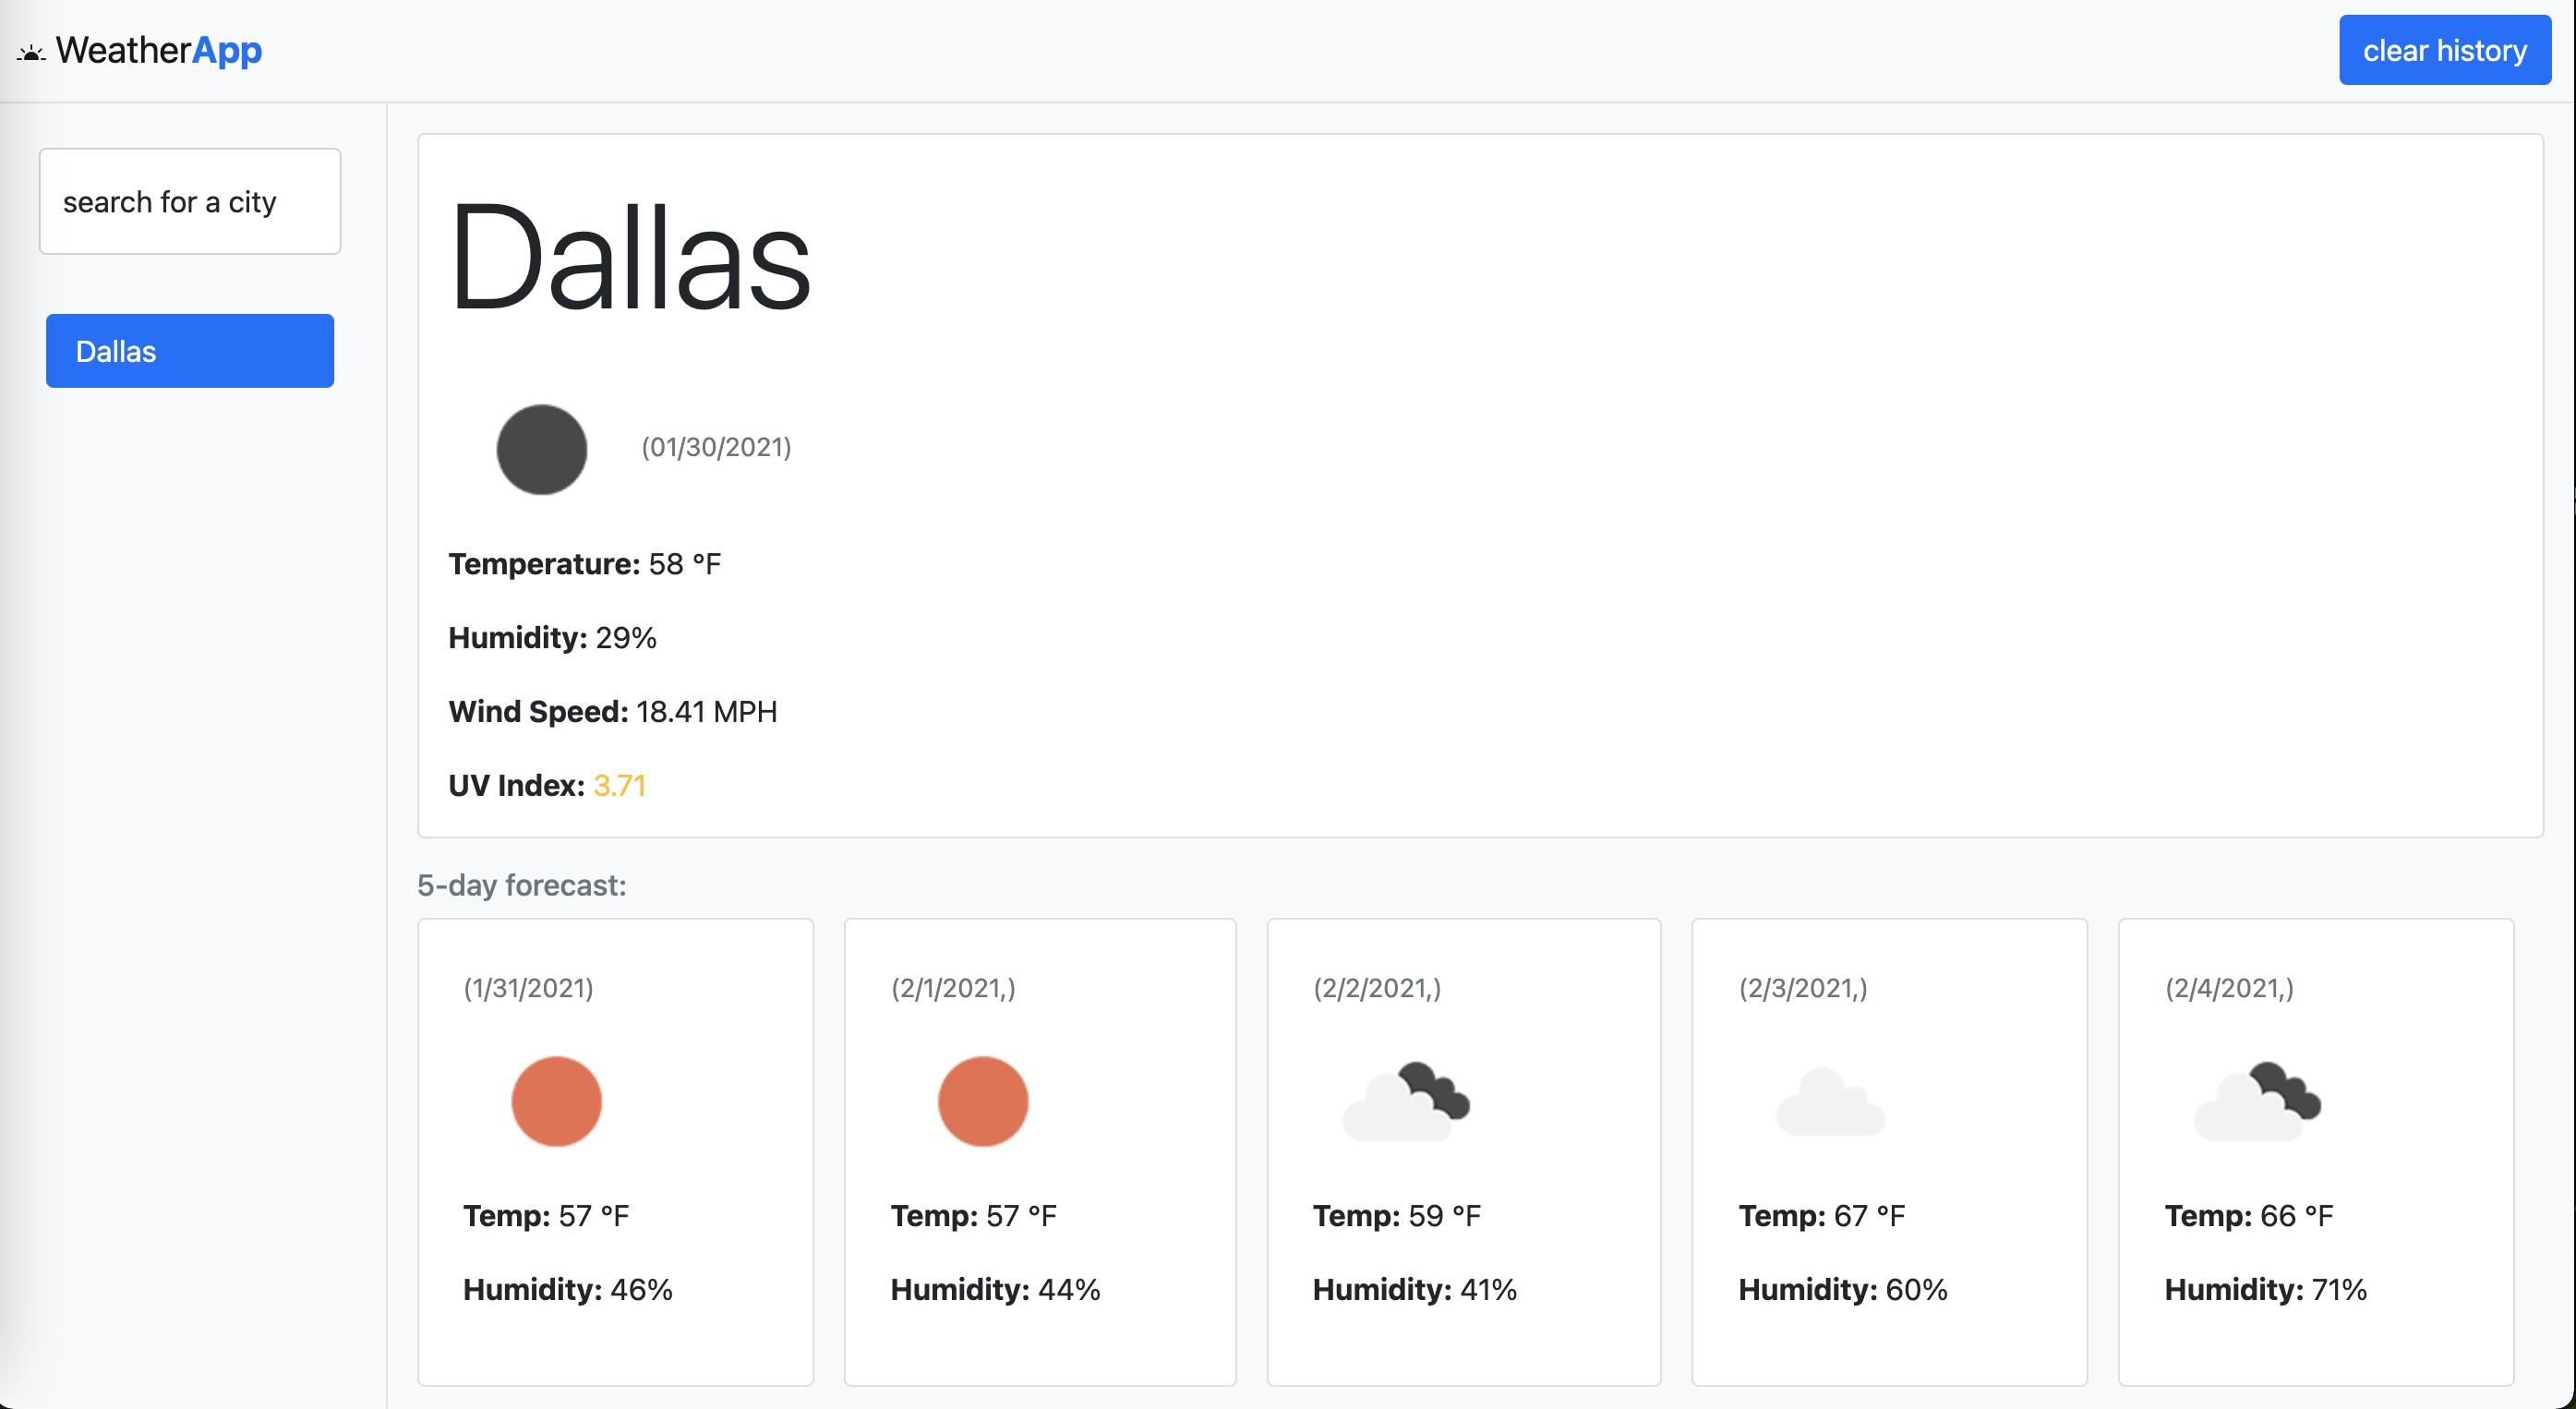 WeatherApp
clear history
search for a city
Dallas
Dallas
(01/30/2021)
Temperature: 58 °F
Humidity: 29%
Wind Speed: 18.41 MPH
UV Index: 3.71
5-day forecast:
(1/31/2021)
Temp: 57 °F
Humidity: 46%
(2/1/2021,)
Temp: 57 °F
Humidity: 44%
(2/2/2021,)
Temp: 59 °F
Humidity: 41%
(2/3/2021,)
Temp: 67 °F
Humidity: 60%
(2/4/2021,)
Temp: 66 °F
Humidity: 71%